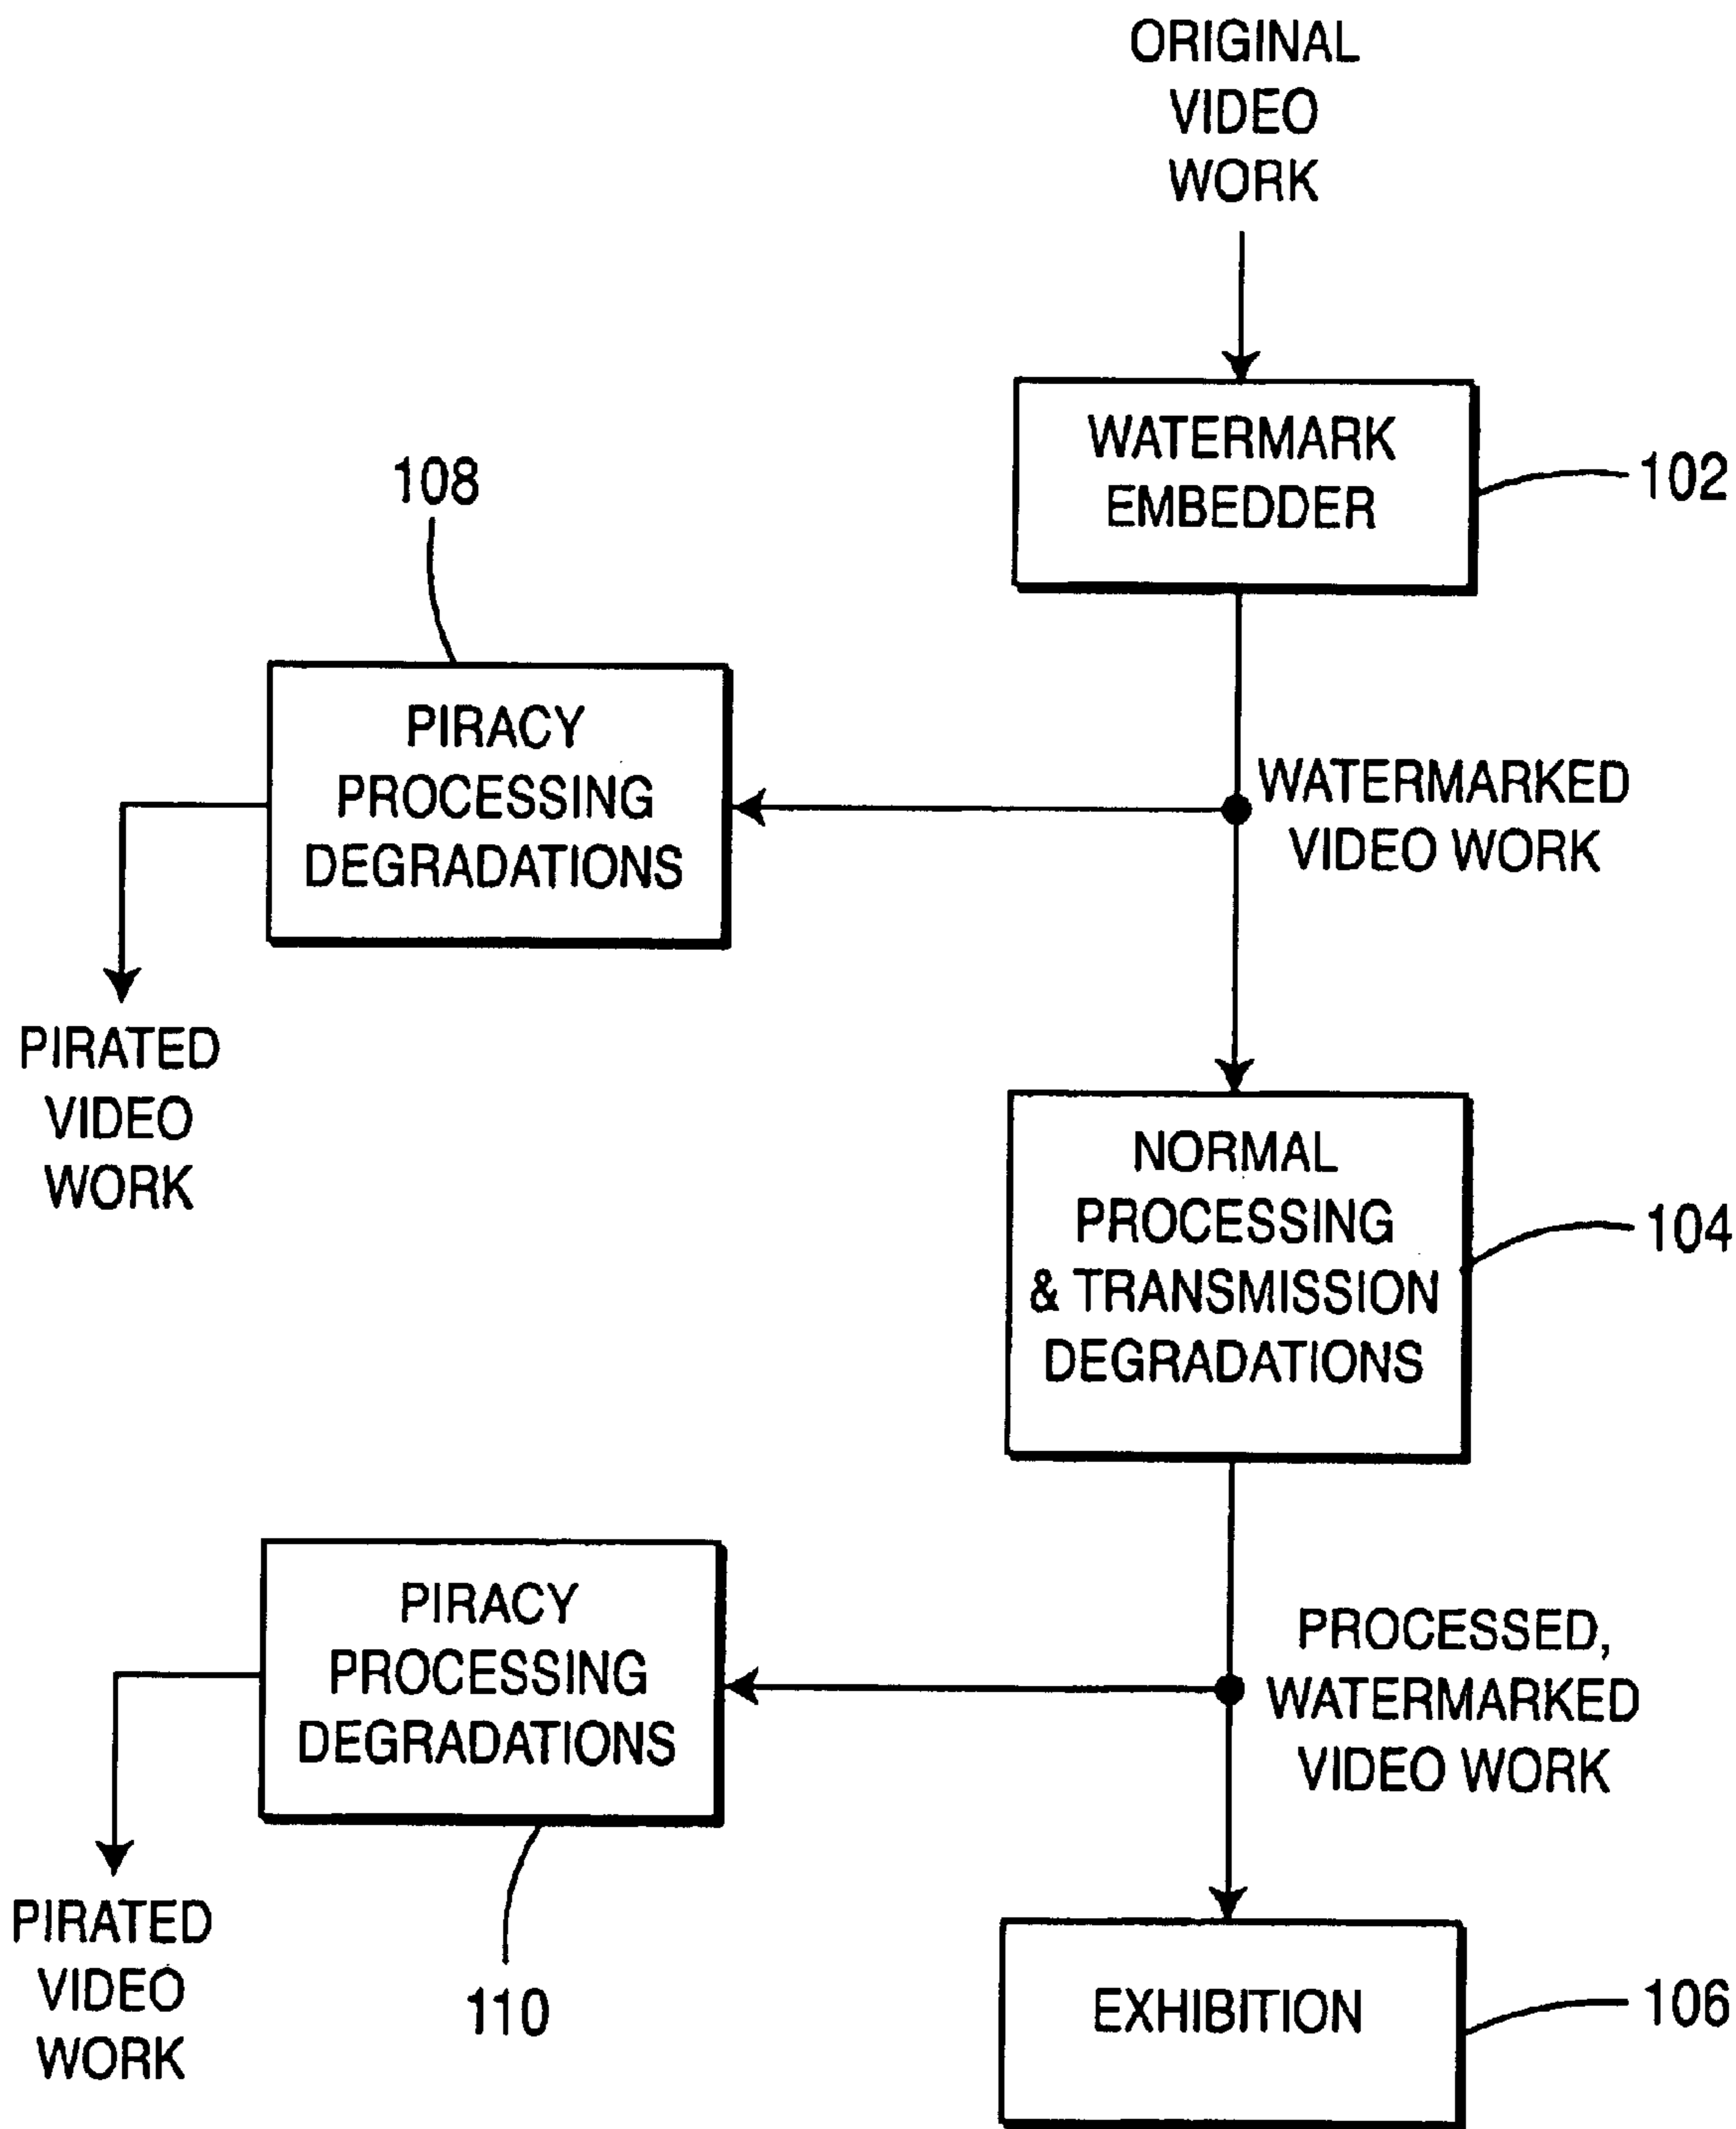 ORIGINAL
VIDEO
WORK
WATERMARK
EMBEDDER
102
108
PIRACY
PROCESSING
DEGRADATIONS
WATERMARKED
VIDEO WORK
PIRATED
VIDEO
WORK
NORMAL
PROCESSING
& TRANSMISSION
DEGRADATIONS
104
PIRACY
PROCESSING
DEGRADATIONS
PROCESSED,
WATERMARKED
VIDEO WORK
PIRATED
VIDEO
WORK
110
EXHIBITION
106